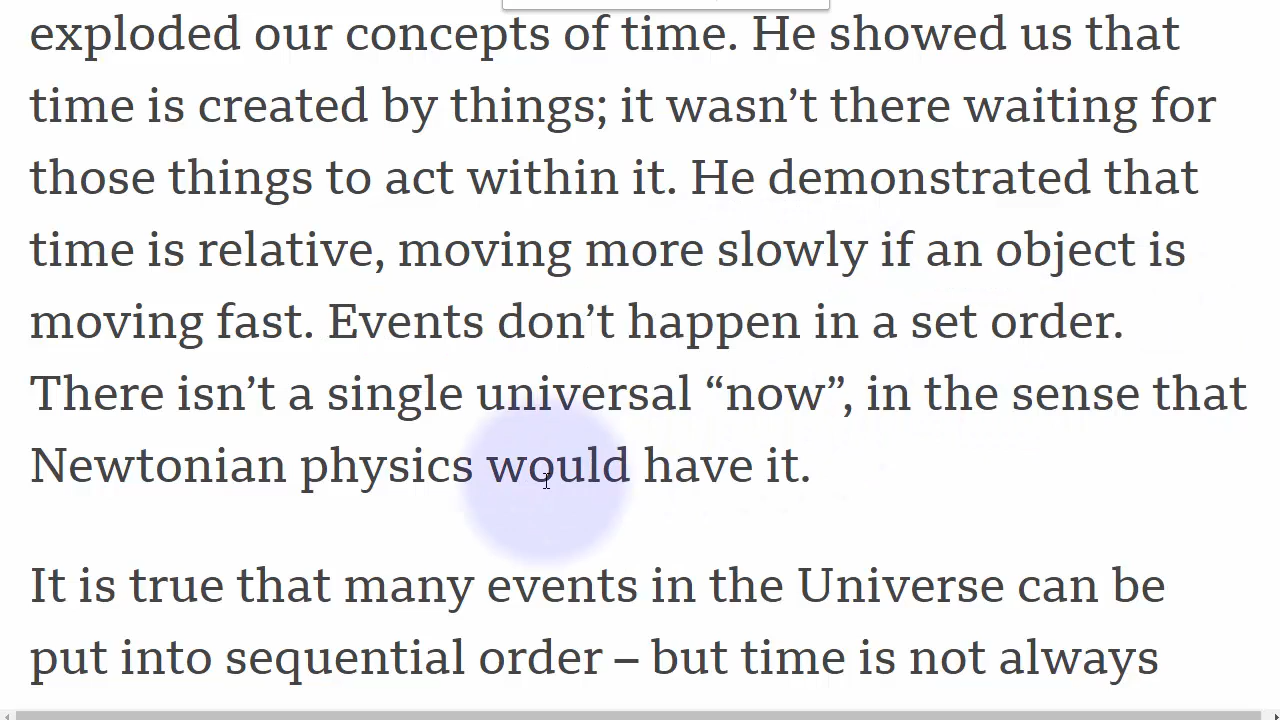 exploded our concepts of time. He showed us that
time is created by things; it wasn’t there waiting for
those things to act within it. He demonstrated that
time is relative, moving more slowly if an object is
moving fast. Events don’t happen in a set order.
There isn’t a single universal “now”, in the sense that
Newtonian physics would have it.
It is true that many events in the Universe can be
put into sequential order – but time is not always